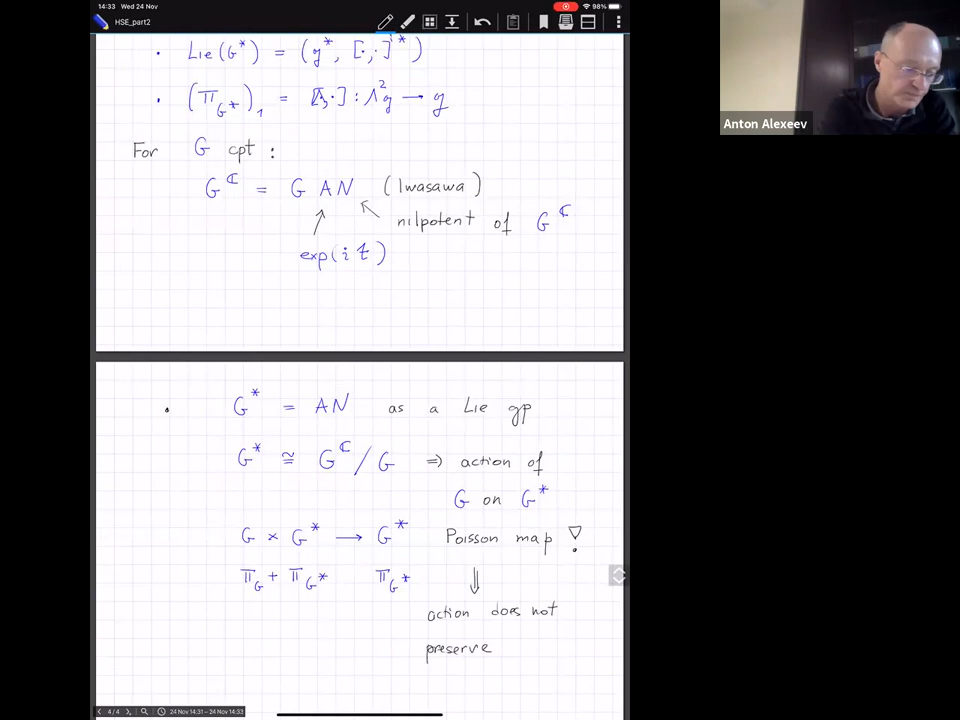 14:33 Wed 24 Nov
98%
HSE_part2
• Lie(G*) = (g*, [·,·]*)
• (π_G*)₁ = [·,·] : Λ²g → g
For G cpt :
G^ℂ = G AN (Iwasawa)
nilpotent of G^ℂ
exp(i t)
• G* = AN as a Lie gp
G* ≅ G^ℂ / G ⇒ action of
G on G*
G × G* → G* Poisson map !
π_G + π_G* π_G* ⇓
action does not
preserve
4/4 24 Nov 14:31–24 Nov 14:33
Anton Alexeev